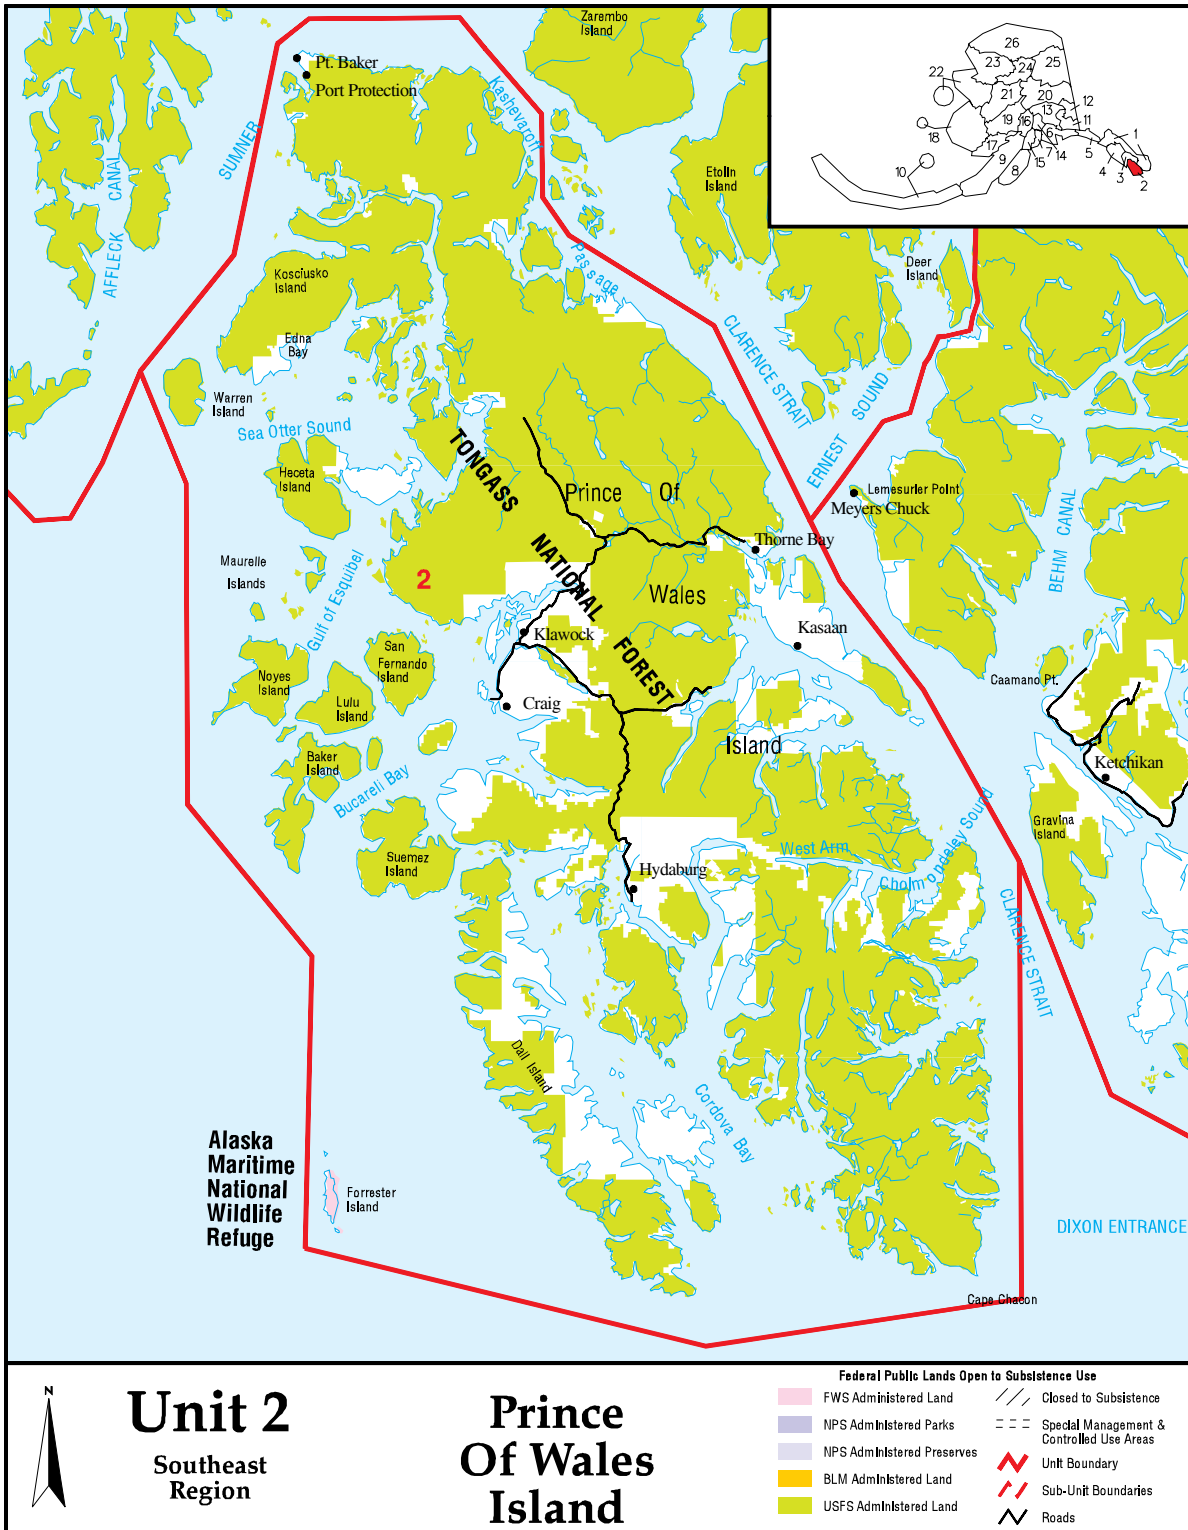 Zarembo
Island
Pt. Baker
Port Protection
Kashevaroff
Passage
SUMNER
AFFLECK CANAL
Etolin
Island
26
23
24
25
22
21
20
12
13
11
19
16
18
17
6
5
1
9
7
14
15
8
10
4
3
2
Deer
Island
Kosciusko
Island
Edna
Bay
CLARENCE STRAIT
ERNEST SOUND
Warren
Island
Sea Otter Sound
Heceta
Island
TONGASS
NATIONAL
FOREST
Prince Of
Wales
Island
Lemesurier Point
Meyers Chuck
Thorne Bay
BEHM CANAL
Maurelle
Islands
Gulf of Esquibel
2
Klawock
Kasaan
San
Fernando
Island
Noyes
Island
Lulu
Island
Craig
Caamano Pt.
Baker
Island
Bucareli Bay
Ketchikan
Gravina
Island
West Arm
Cholmondeley Sound
Suemez
Island
Hydaburg
CLARENCE STRAIT
Dall Island
Cordova Bay
Alaska
Maritime
National
Wildlife
Refuge
Forrester
Island
DIXON ENTRANCE
Cape Chacon
N
Unit 2
Southeast
Region
Prince
Of Wales
Island
Federal Public Lands Open to Subsistence Use
FWS Administered Land
NPS Administered Parks
NPS Administered Preserves
BLM Administered Land
USFS Administered Land
Closed to Subsistence
Special Management &
Controlled Use Areas
Unit Boundary
Sub-Unit Boundaries
Roads